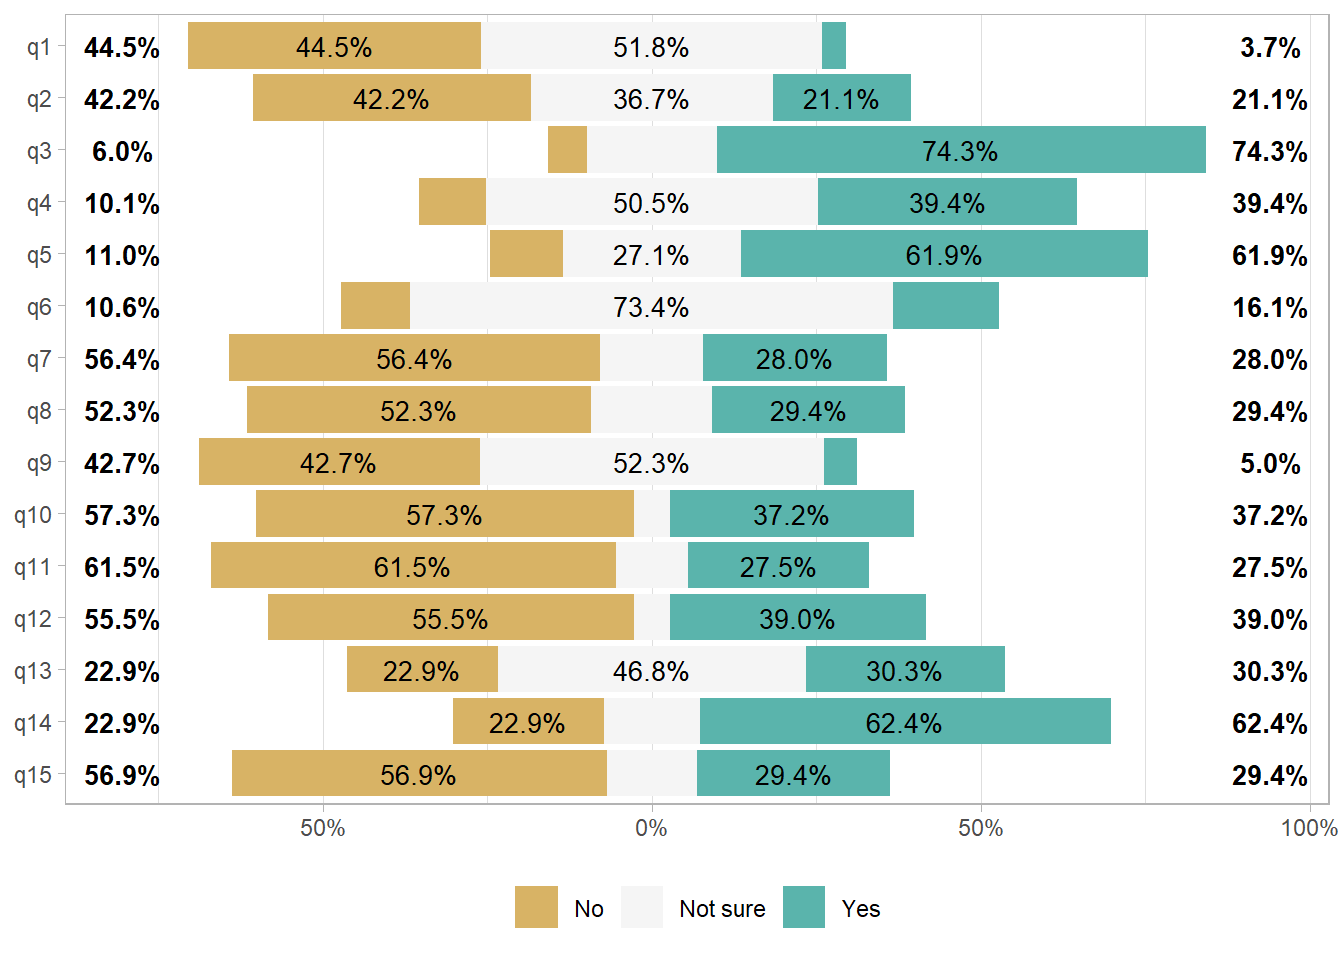 q1 44.5% 44.5% 51.8% 3.7%
q2 42.2% 42.2% 36.7% 21.1% 21.1%
q3 6.0% 74.3% 74.3%
q4 10.1% 50.5% 39.4% 39.4%
q5 11.0% 27.1% 61.9% 61.9%
q6 10.6% 73.4% 16.1%
q7 56.4% 56.4% 28.0% 28.0%
q8 52.3% 52.3% 29.4% 29.4%
q9 42.7% 42.7% 52.3% 5.0%
q10 57.3% 57.3% 37.2% 37.2%
q11 61.5% 61.5% 27.5% 27.5%
q12 55.5% 55.5% 39.0% 39.0%
q13 22.9% 22.9% 46.8% 30.3% 30.3%
q14 22.9% 22.9% 62.4% 62.4%
q15 56.9% 56.9% 29.4% 29.4%
50% 0% 50% 100%
No Not sure Yes